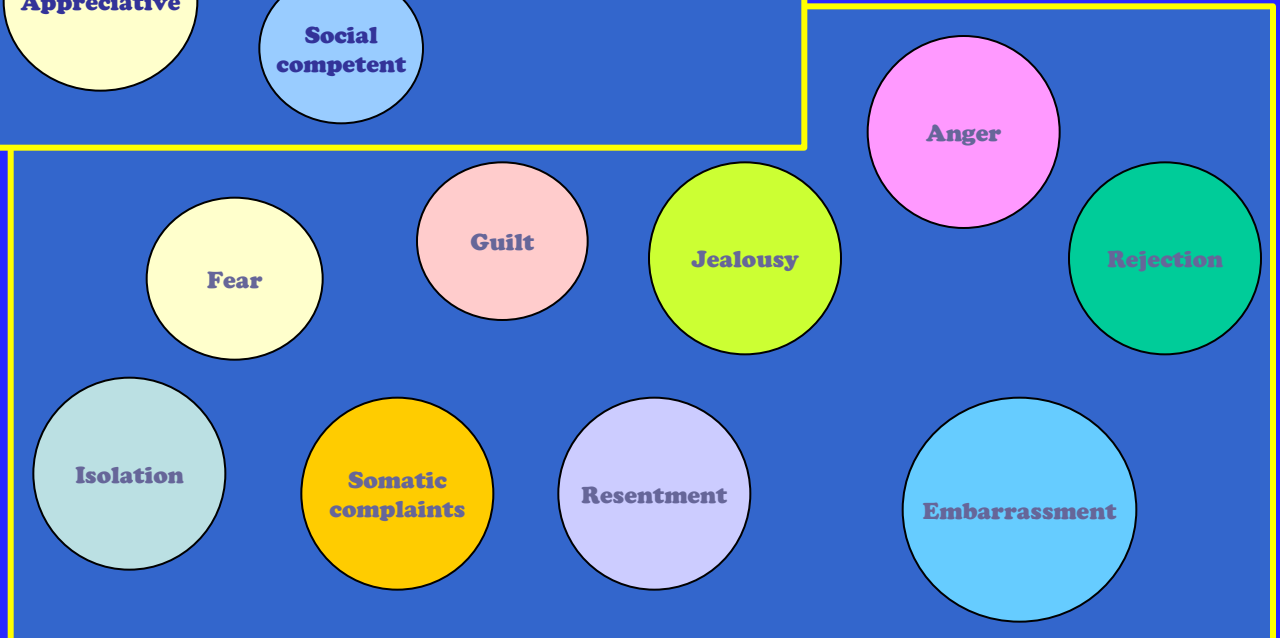 Appreciative
Social
competent
Anger
Guilt
Jealousy
Rejection
Fear
Isolation
Somatic
complaints
Resentment
Embarrassment